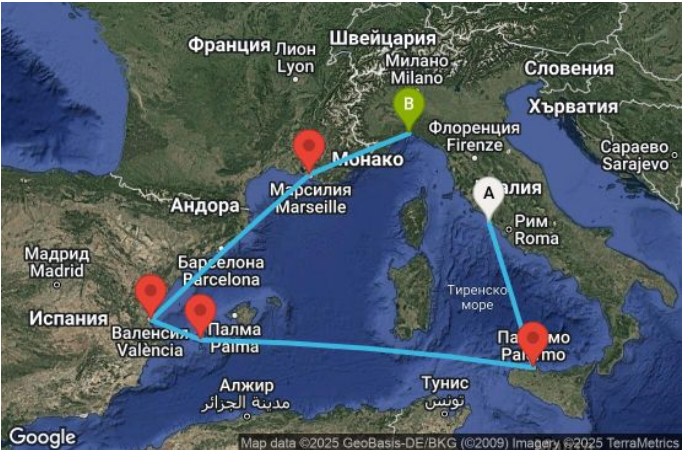 Швейцария
Франция
Лион
Lyon
Милано
Milano
Словения
B
Хърватия
Флоренция
Firenze
Монако
Сараево
Sarajevo
Марсилия
Marseille
A
алия
Андора
Рим
Roma
Мадрид
Madrid
Барселона
Barcelona
Тиренско
море
Испания
Валенсия
València
Палма
Palma
Алжир
مدينة الجزائر
Тунис
تونس
Google
Map data ©2025 GeoBasis-DE/BKG (©2009) Imagery ©2025 TerraMetrics